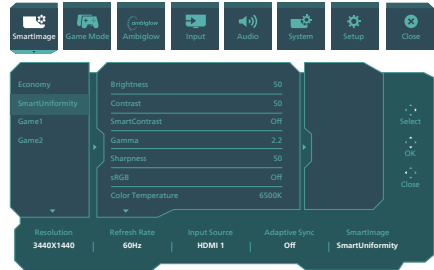 SmartImage Game Mode Ambiglow Input Audio System Setup Close
ambiglow
Economy
SmartUniformity
Game1
Game2
Brightness 50
Contrast 50
SmartContrast Off
Gamma 2.2
Sharpness 50
sRGB Off
Color Temperature 6500K
Select
OK
Close
Resolution Refresh Rate Input Source Adaptive Sync SmartImage
3440X1440 | 60Hz | HDMI 1 | Off | SmartUniformity